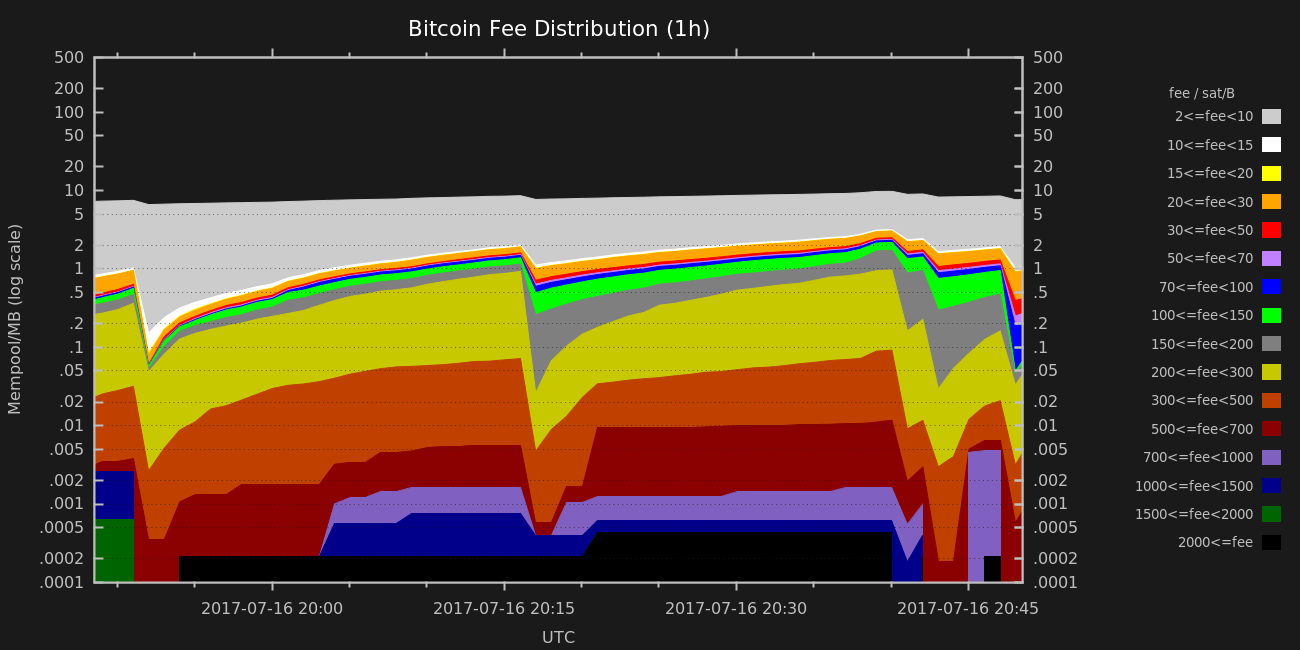 Bitcoin Fee Distribution (1h)
500 500
200 200
100 100
50 50
20 20
10 10
5 5
2 2
1 1
.5 .5
.2 .2
.1 .1
.05 .05
.02 .02
.01 .01
.005 .005
.002 .002
.001 .001
.0005 .0005
.0002 .0002
.0001 .0001
Mempool/MB (log scale)
2017-07-16 20:00 2017-07-16 20:15 2017-07-16 20:30 2017-07-16 20:45
UTC
fee / sat/B
2<=fee<10
10<=fee<15
15<=fee<20
20<=fee<30
30<=fee<50
50<=fee<70
70<=fee<100
100<=fee<150
150<=fee<200
200<=fee<300
300<=fee<500
500<=fee<700
700<=fee<1000
1000<=fee<1500
1500<=fee<2000
2000<=fee